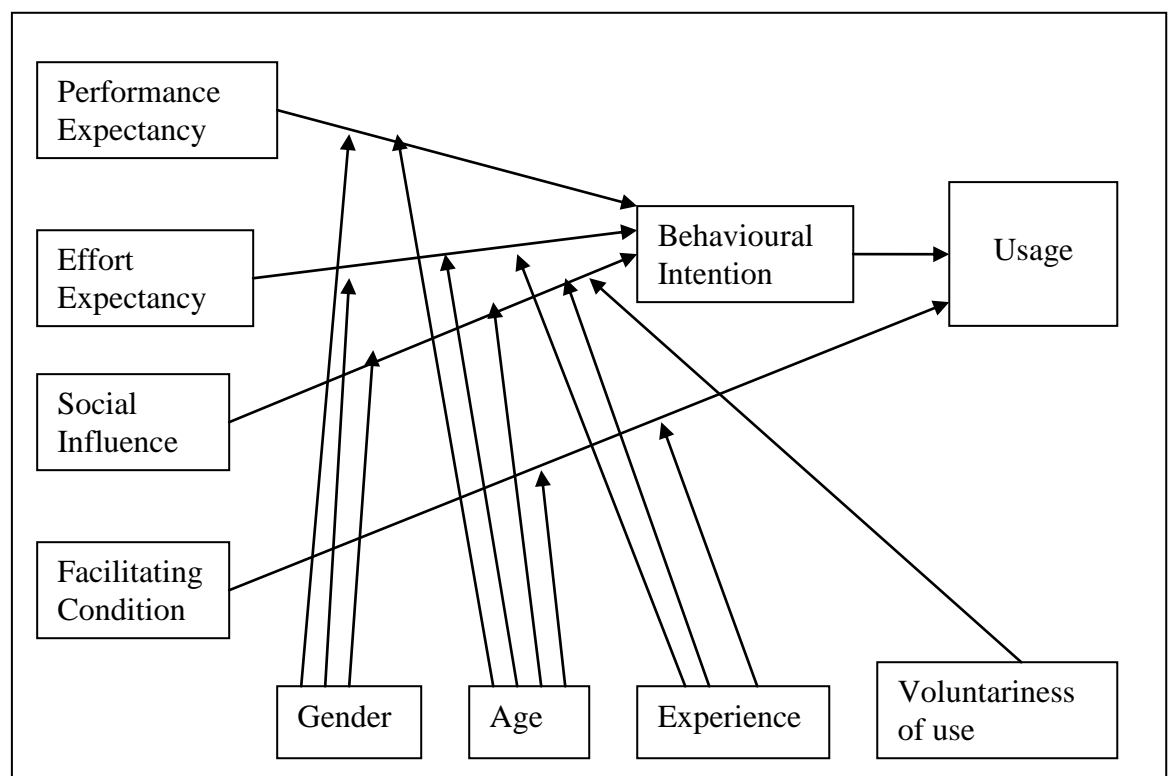 Performance
Expectancy
Effort
Expectancy
Social
Influence
Facilitating
Condition
Behavioural
Intention
Usage
Gender
Age
Experience
Voluntariness
of use